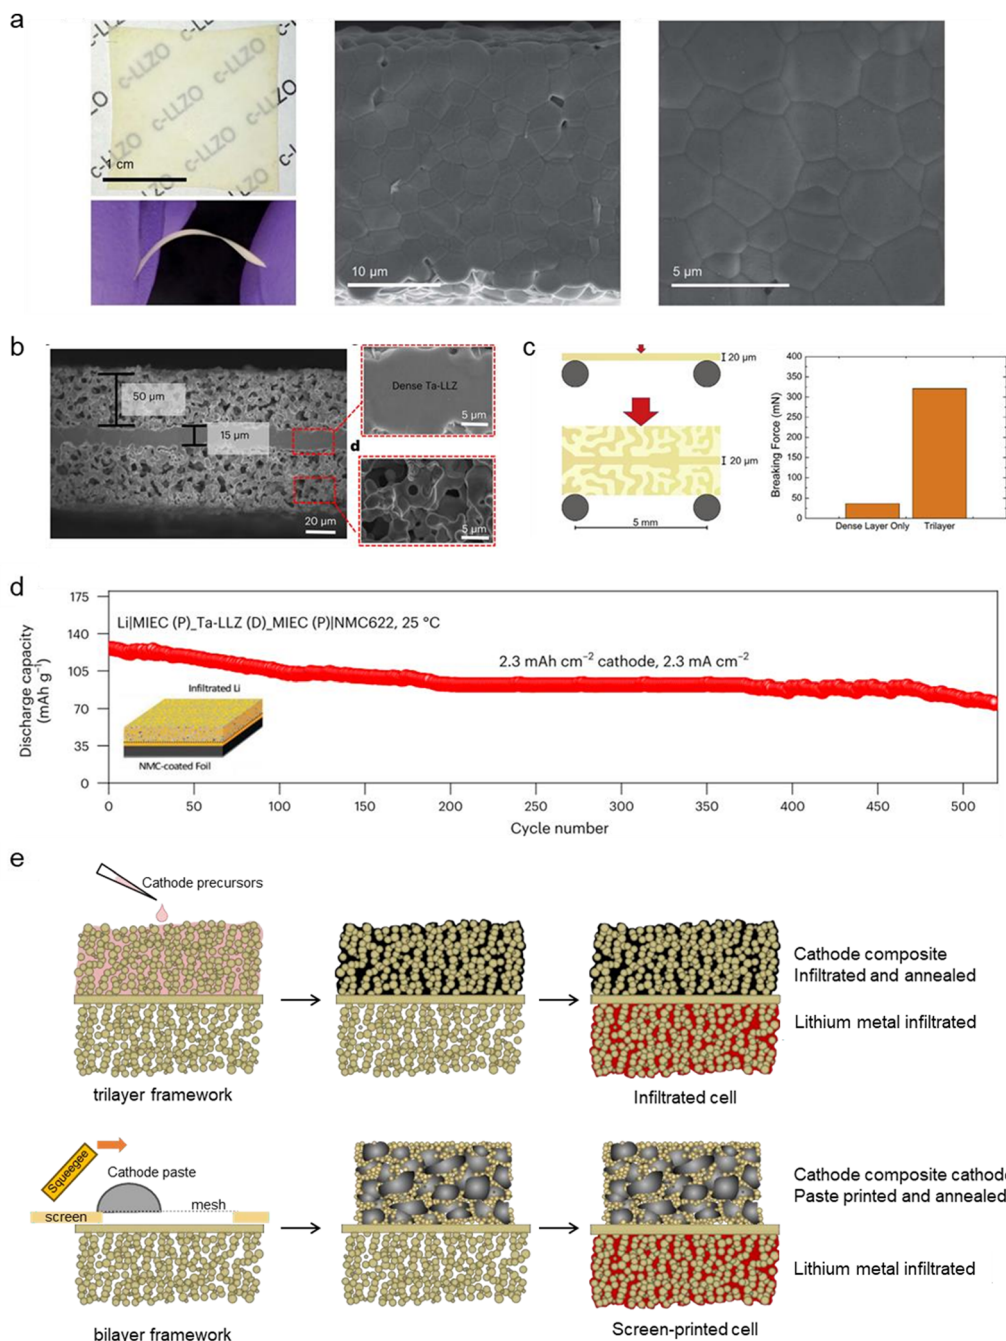 a
c-LLZO
c-LLZO
c-LLZO
c-LLZO
c-LLZO
c-LLZO
1 cm
10 µm
5 µm
b
50 µm
15 µm
20 µm
Dense Ta-LLZ
5 µm
d
5 µm
c
20 µm
20 µm
5 mm
Breaking Force (mN)
400
350
300
250
200
150
100
50
0
Dense Layer Only
Trilayer
d
Discharge capacity
(mAh g⁻¹)
175
140
105
70
35
0
Li|MIEC (P)_Ta-LLZ (D)_MIEC (P)|NMC622, 25 °C
2.3 mAh cm⁻² cathode, 2.3 mA cm⁻²
Infiltrated Li
NMC-coated Foil
0 50 100 150 200 250 300 350 400 450 500
Cycle number
e
Cathode precursors
trilayer framework
Cathode composite
Infiltrated and annealed
Lithium metal infiltrated
Infiltrated cell
Squeegee
Cathode paste
screen
mesh
bilayer framework
Cathode composite cathode
Paste printed and annealed
Lithium metal infiltrated
Screen-printed cell